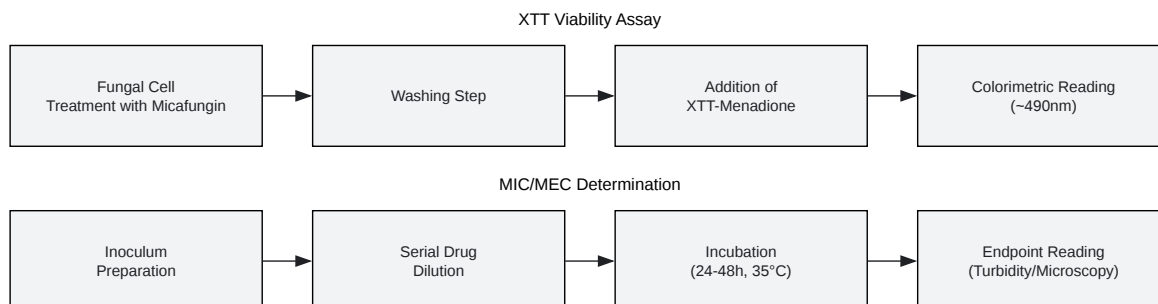 XTT Viability Assay
Fungal Cell
Treatment with Micafungin
Washing Step
Addition of
XTT-Menadione
Colorimetric Reading
(~490nm)
MIC/MEC Determination
Inoculum
Preparation
Serial Drug
Dilution
Incubation
(24-48h, 35°C)
Endpoint Reading
(Turbidity/Microscopy)